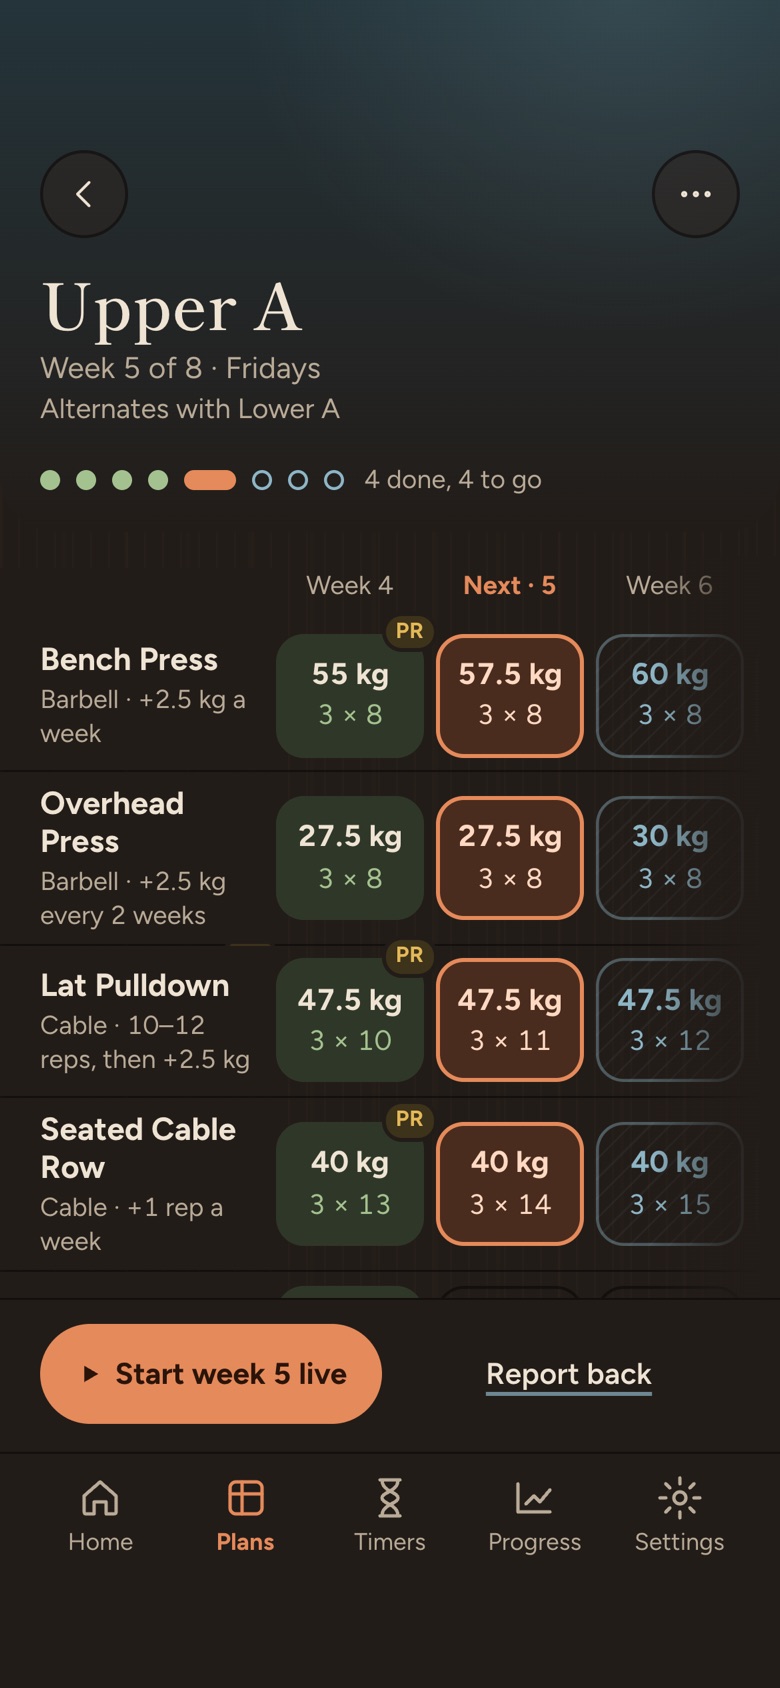 Upper A
Week 5 of 8 · Fridays
Alternates with Lower A
4 done, 4 to go
Week 4
Next · 5
Week 6
Bench Press
Barbell · +2.5 kg a
week
PR
55 kg
3 × 8
57.5 kg
3 × 8
60 kg
3 × 8
Overhead
Press
Barbell · +2.5 kg
every 2 weeks
27.5 kg
3 × 8
27.5 kg
3 × 8
30 kg
3 × 8
Lat Pulldown
Cable · 10–12
reps, then +2.5 kg
PR
47.5 kg
3 × 10
47.5 kg
3 × 11
47.5 kg
3 × 12
Seated Cable
Row
Cable · +1 rep a
week
PR
40 kg
3 × 13
40 kg
3 × 14
40 kg
3 × 15
Start week 5 live
Report back
Home
Plans
Timers
Progress
Settings